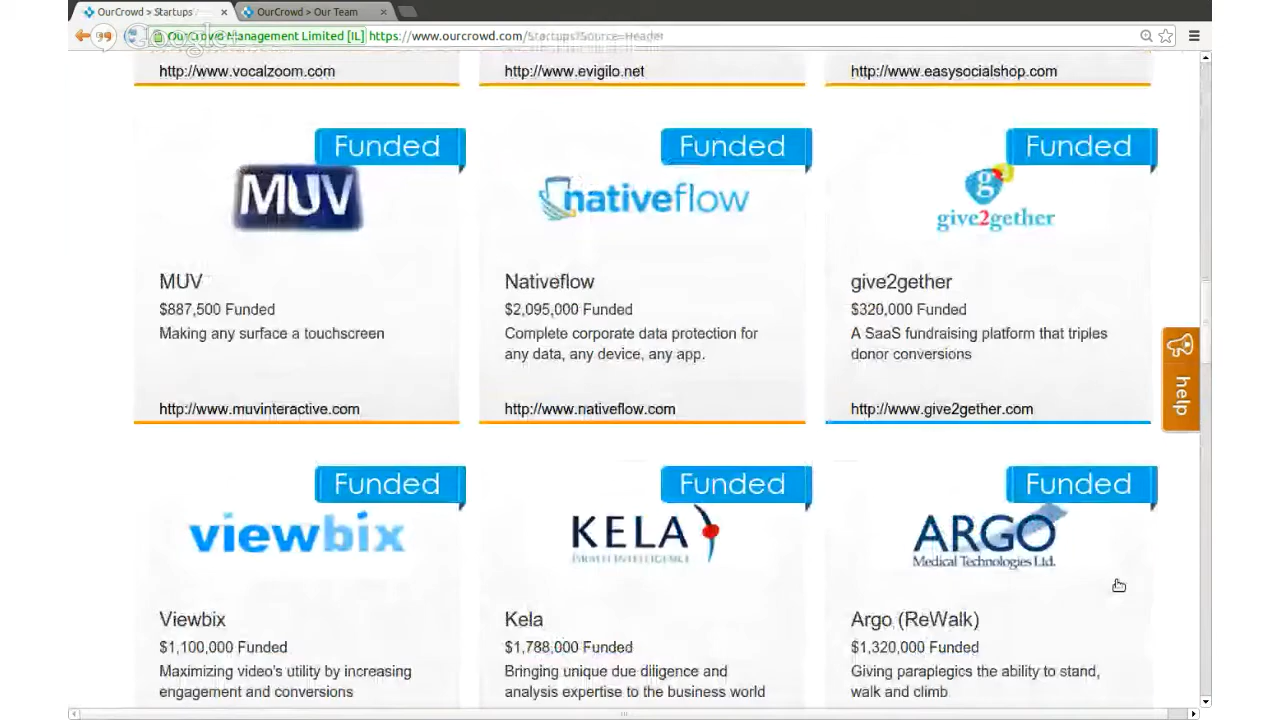 OurCrowd > Startups
OurCrowd > Our Team
OurCrowd Management Limited [IL] https://www.ourcrowd.com/Startups?Source=Header
http://www.vocalzoom.com
http://www.evigilo.net
http://www.easysocialshop.com
Funded
MUV
MUV
$887,500 Funded
Making any surface a touchscreen
http://www.muvinteractive.com
Funded
nativeflow
Nativeflow
$2,095,000 Funded
Complete corporate data protection for
any data, any device, any app.
http://www.nativeflow.com
Funded
g
give2gether
give2gether
$320,000 Funded
A SaaS fundraising platform that triples
donor conversions
http://www.give2gether.com
help
Funded
viewbix
Viewbix
$1,100,000 Funded
Maximizing video's utility by increasing
engagement and conversions
Funded
KELA
Kela
$1,788,000 Funded
Bringing unique due diligence and
analysis expertise to the business world
Funded
ARGO
Medical Technologies Ltd.
Argo (ReWalk)
$1,320,000 Funded
Giving paraplegics the ability to stand,
walk and climb